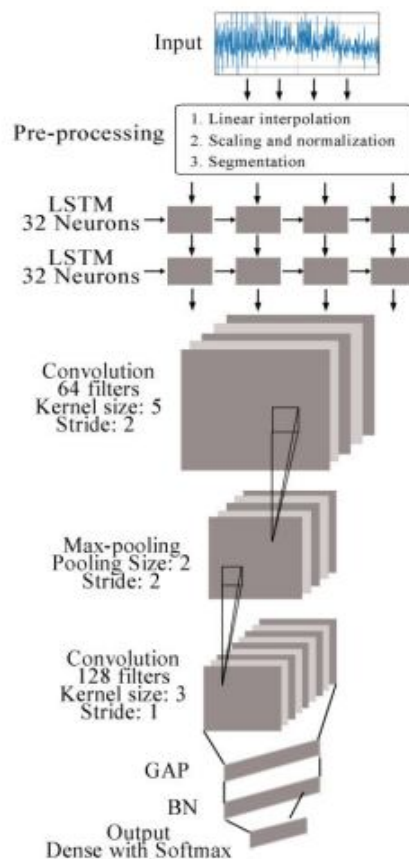 Input
Pre-processing
1. Linear interpolation
2. Scaling and normalization
3. Segmentation
LSTM
32 Neurons
LSTM
32 Neurons
Convolution
64 filters
Kernel size: 5
Stride: 2
Max-pooling
Pooling Size: 2
Stride: 2
Convolution
128 filters
Kernel size: 3
Stride: 1
GAP
BN
Output
Dense with Softmax